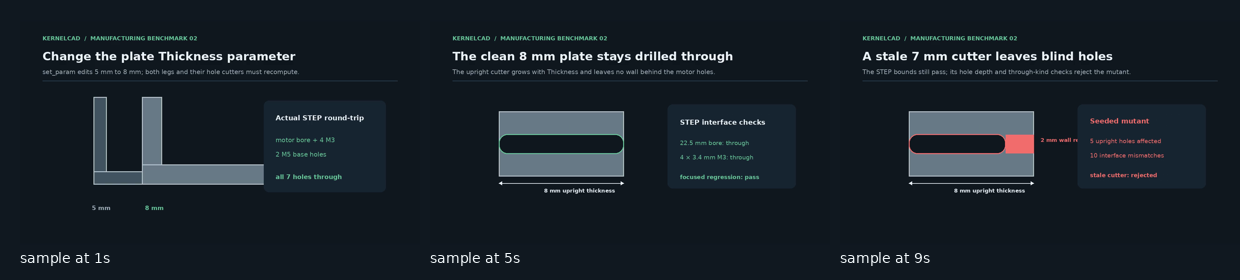 KERNELCAD / MANUFACTURING BENCHMARK 02
Change the plate Thickness parameter
set_param edits 5 mm to 8 mm; both legs and their hole cutters must recompute.
Actual STEP round-trip
motor bore + 4 M3
2 M5 base holes
all 7 holes through
5 mm
8 mm
sample at 1s
KERNELCAD / MANUFACTURING BENCHMARK 02
The clean 8 mm plate stays drilled through
The upright cutter grows with Thickness and leaves no wall behind the motor holes.
STEP interface checks
22.5 mm bore: through
4 × 3.4 mm M3: through
focused regression: pass
8 mm upright thickness
sample at 5s
KERNELCAD / MANUFACTURING BENCHMARK 02
A stale 7 mm cutter leaves blind holes
The STEP bounds still pass; its hole depth and through-kind checks reject the mutant.
2 mm wall re
Seeded mutant
5 upright holes affected
10 interface mismatches
stale cutter: rejected
8 mm upright thickness
sample at 9s